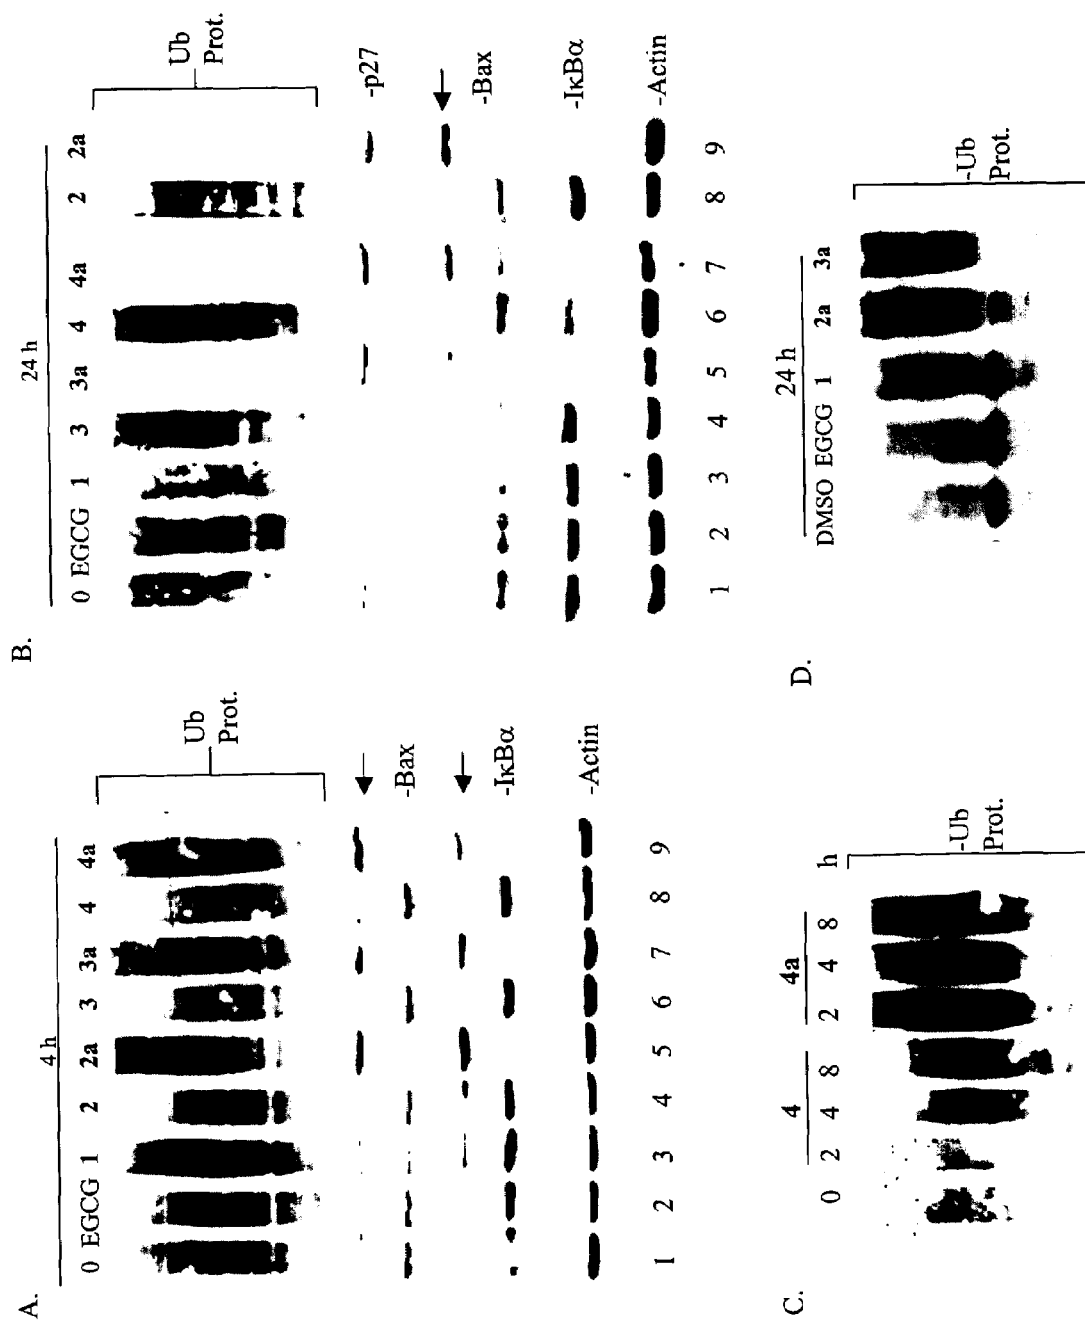 A.
4 h
0 EGCG 1 2 2a 3 3a 4 4a
Ub
Prot.
-Bax
-IκBα
-Actin
1 2 3 4 5 6 7 8 9
B.
24 h
0 EGCG 1 3 3a 4 4a 2 2a
Ub
Prot.
-p27
-Bax
-IκBα
-Actin
1 2 3 4 5 6 7 8 9
C.
4 4a
0 2 4 8 2 4 8 h
-Ub
Prot.
D.
24 h
DMSO EGCG 1 2a 3a
-Ub
Prot.